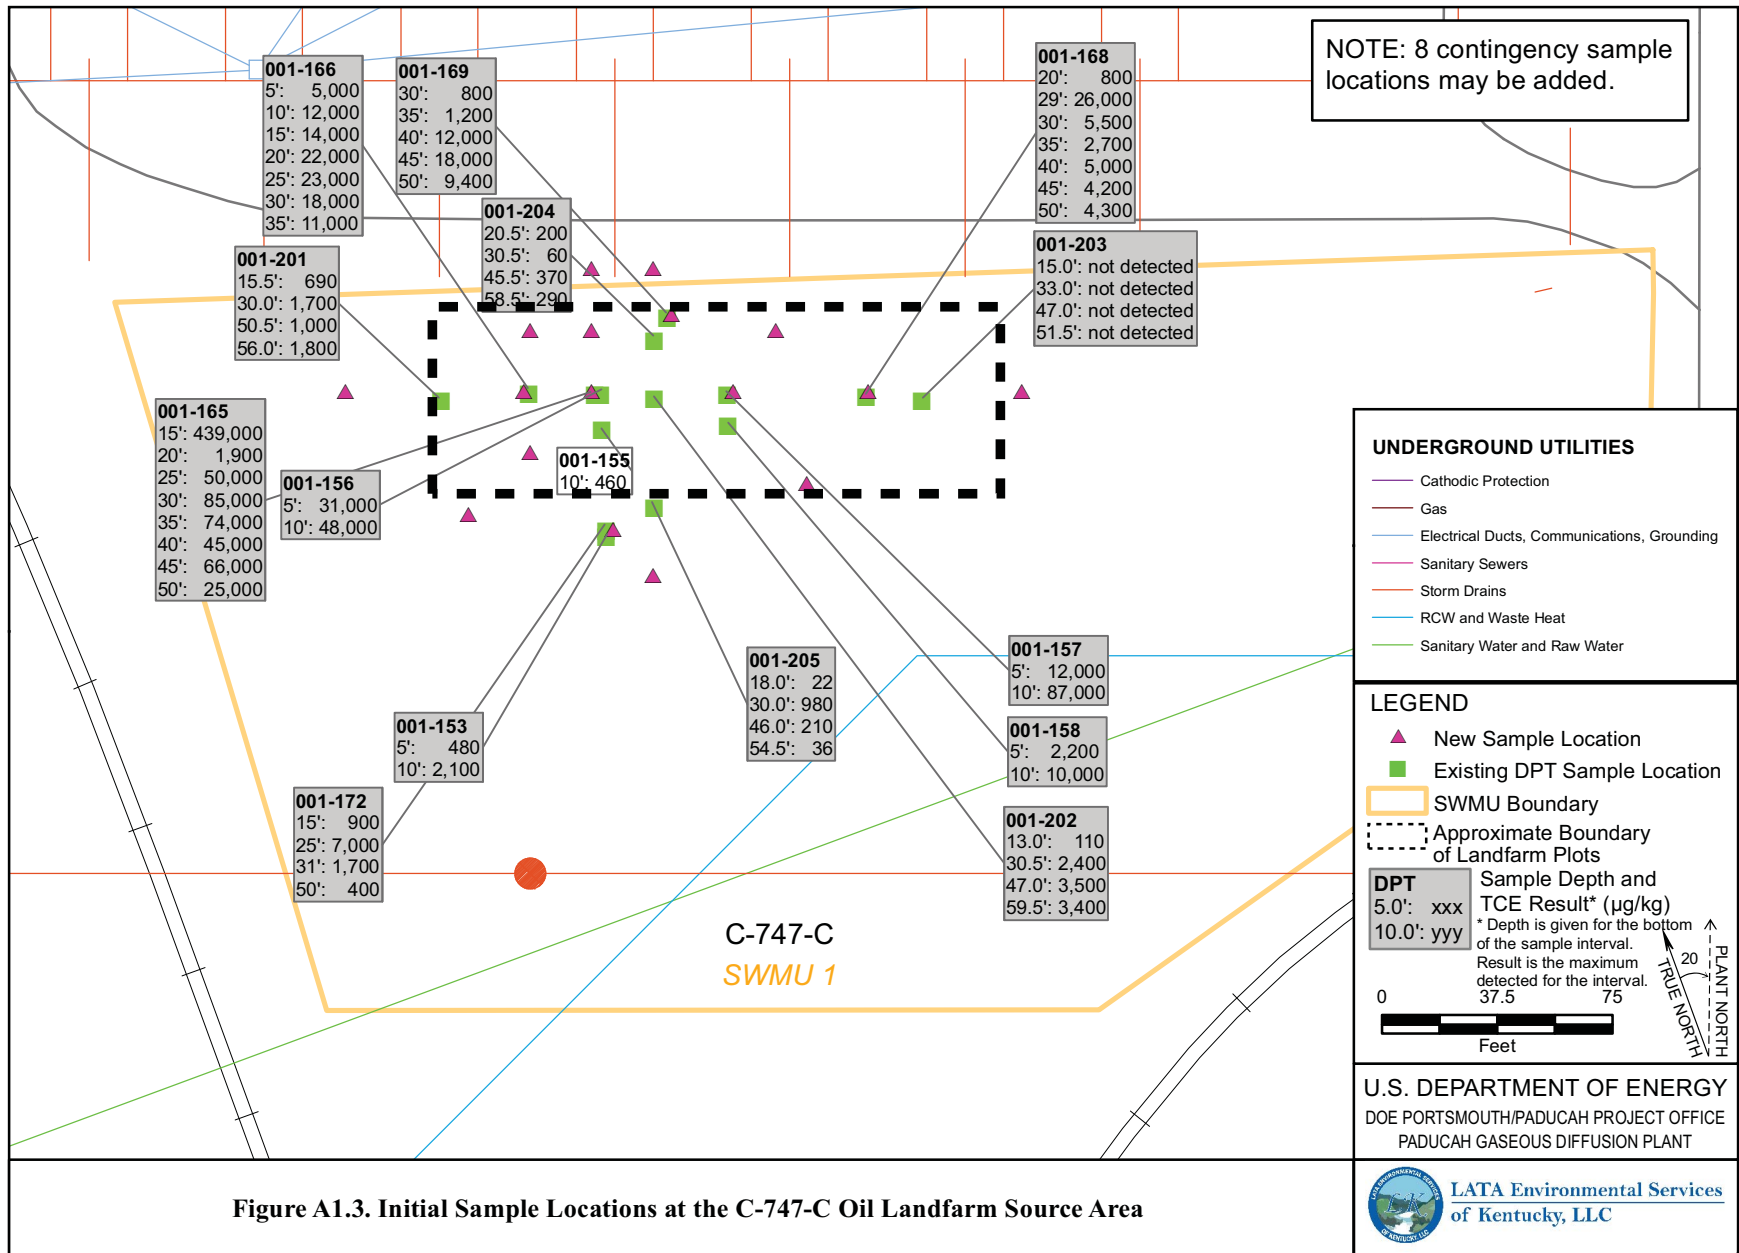 NOTE: 8 contingency sample
locations may be added.
001-166
5': 5,000
10': 12,000
15': 14,000
20': 22,000
25': 23,000
30': 18,000
35': 11,000
001-169
30': 800
35': 1,200
40': 12,000
45': 18,000
50': 9,400
001-168
20': 800
29': 26,000
30': 5,500
35': 2,700
40': 5,000
45': 4,200
50': 4,300
001-204
20.5': 200
30.5': 60
45.5': 370
58.5': 290
001-203
15.0': not detected
33.0': not detected
47.0': not detected
51.5': not detected
001-201
15.5': 690
30.0': 1,700
50.5': 1,000
56.0': 1,800
001-165
15': 439,000
20': 1,900
25': 50,000
30': 85,000
35': 74,000
40': 45,000
45': 66,000
50': 25,000
001-156
5': 31,000
10': 48,000
001-155
10': 460
001-153
5': 480
10': 2,100
001-172
15': 900
25': 7,000
31': 1,700
50': 400
001-205
18.0': 22
30.0': 980
46.0': 210
54.5': 36
001-157
5': 12,000
10': 87,000
001-158
5': 2,200
10': 10,000
001-202
13.0': 110
30.5': 2,400
47.0': 3,500
59.5': 3,400
C-747-C
SWMU 1
UNDERGROUND UTILITIES
Cathodic Protection
Gas
Electrical Ducts, Communications, Grounding
Sanitary Sewers
Storm Drains
RCW and Waste Heat
Sanitary Water and Raw Water
LEGEND
New Sample Location
Existing DPT Sample Location
SWMU Boundary
Approximate Boundary
of Landfarm Plots
DPT
5.0': xxx
10.0': yyy
Sample Depth and
TCE Result* (µg/kg)
* Depth is given for the bottom
of the sample interval.
Result is the maximum
detected for the interval.
0 37.5 75
Feet
20
TRUE NORTH
PLANT NORTH
U.S. DEPARTMENT OF ENERGY
DOE PORTSMOUTH/PADUCAH PROJECT OFFICE
PADUCAH GASEOUS DIFFUSION PLANT
LATA ENVIRONMENTAL SERVICES
OF KENTUCKY, LLC
LATA Environmental Services
of Kentucky, LLC
Figure A1.3. Initial Sample Locations at the C-747-C Oil Landfarm Source Area